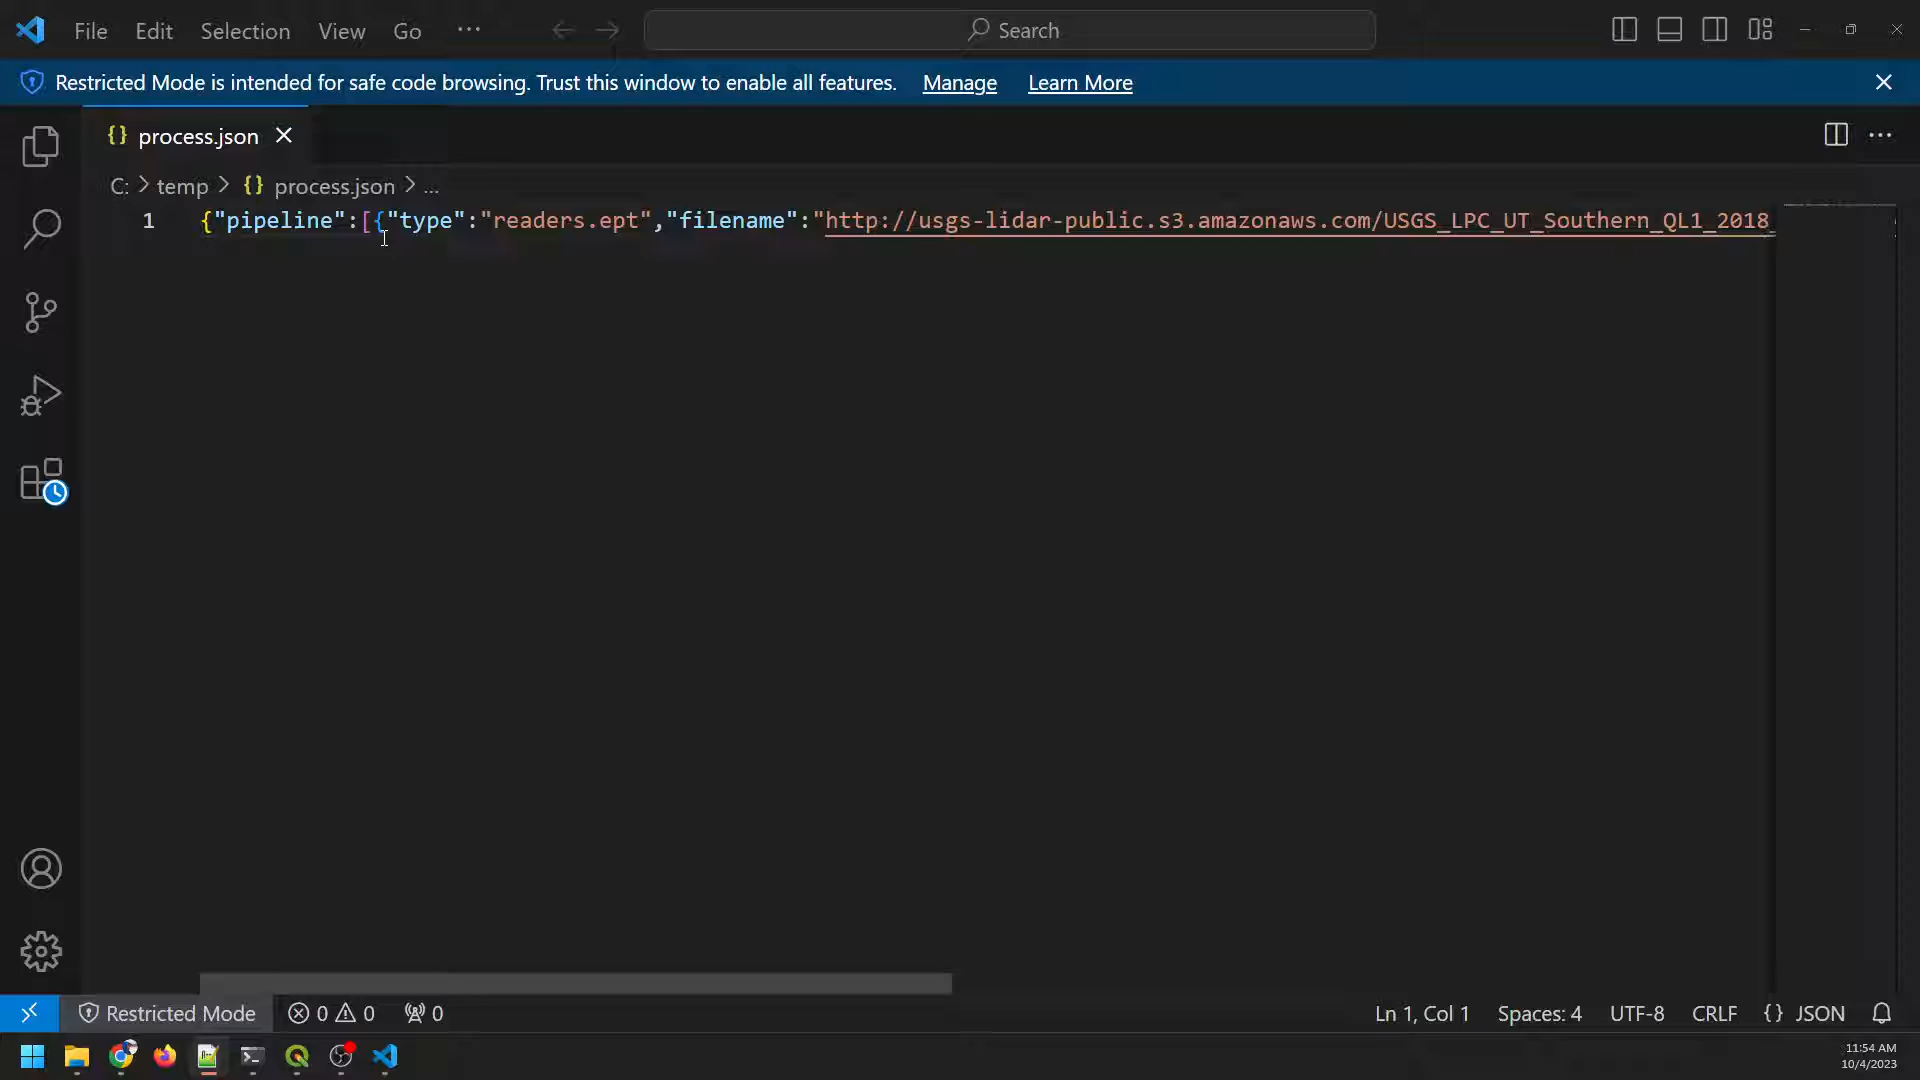 File Edit Selection View Go ··· Search
Restricted Mode is intended for safe code browsing. Trust this window to enable all features. Manage Learn More
{} process.json
C: > temp > {} process.json > ...
1 {"pipeline":[{"type":"readers.ept","filename":"http://usgs-lidar-public.s3.amazonaws.com/USGS_LPC_UT_Southern_QL1_2018_
Restricted Mode 0 0 0 Ln 1, Col 1 Spaces: 4 UTF-8 CRLF {} JSON
11:54 AM
10/4/2023